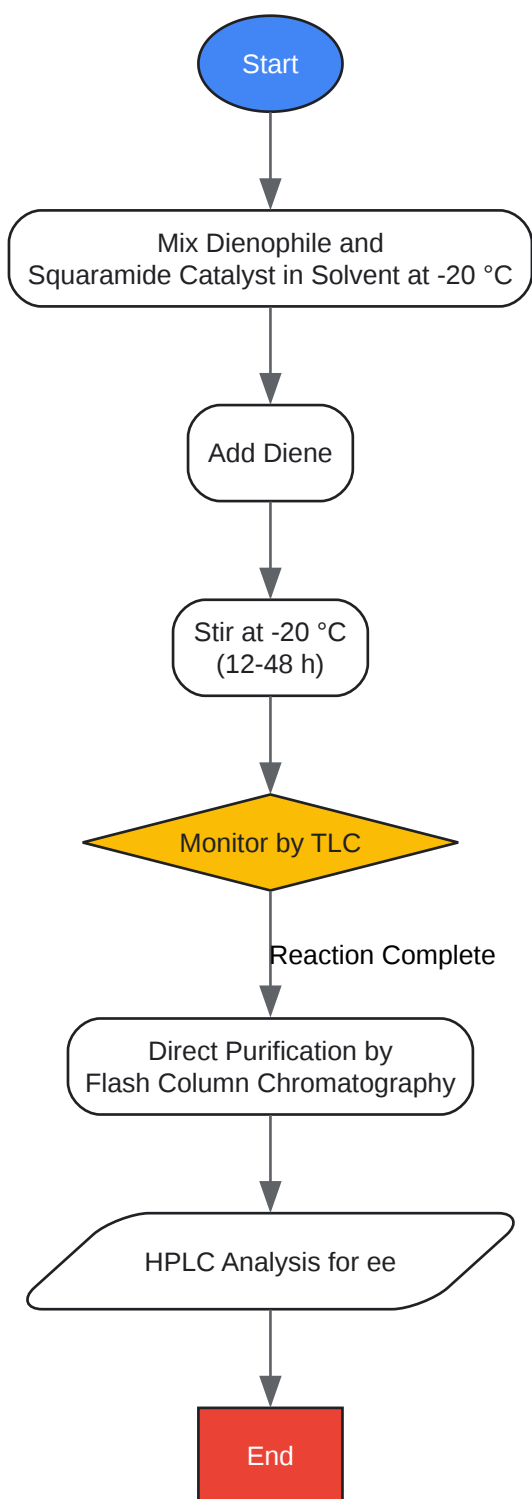 Start
Mix Dienophile and
Squaramide Catalyst in Solvent at -20 °C
Add Diene
Stir at -20 °C
(12-48 h)
Monitor by TLC
Reaction Complete
Direct Purification by
Flash Column Chromatography
HPLC Analysis for ee
End